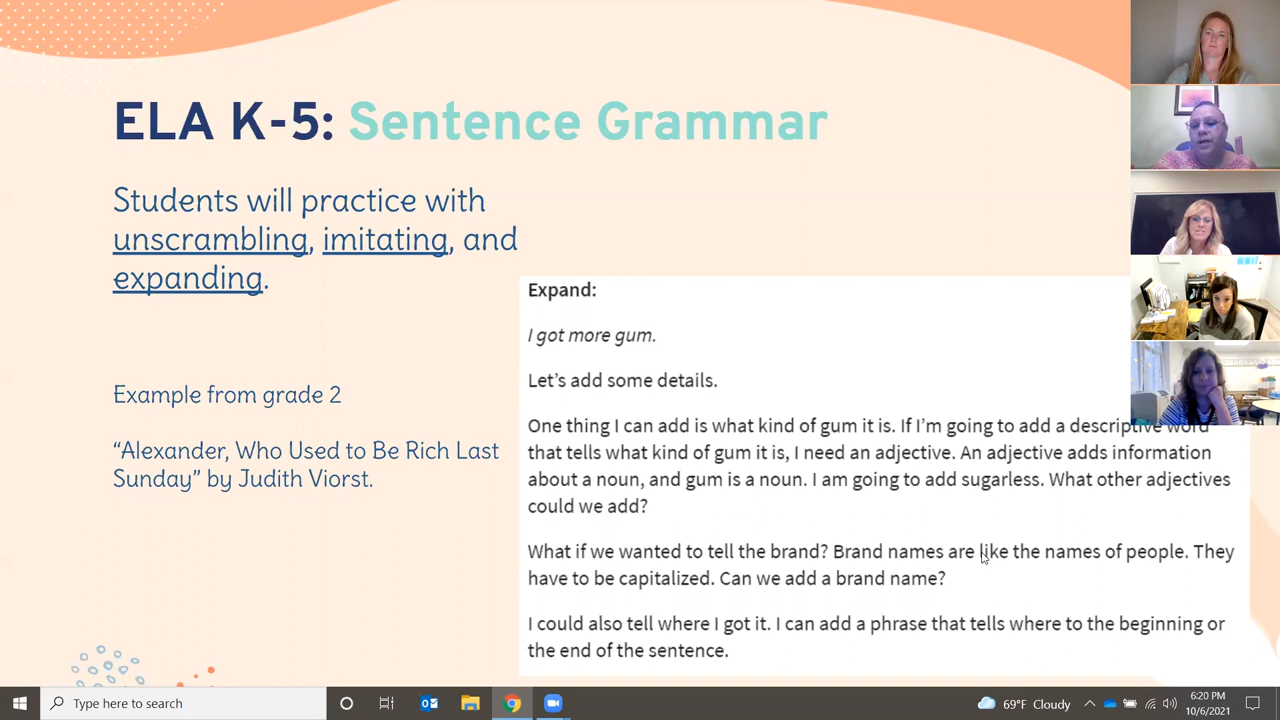 ELA K-5: Sentence Grammar
Students will practice with
unscrambling, imitating, and
expanding.
Example from grade 2
“Alexander, Who Used to Be Rich Last
Sunday” by Judith Viorst.
Expand:
I got more gum.
Let’s add some details.
One thing I can add is what kind of gum it is. If I’m going to add a descriptive word
that tells what kind of gum it is, I need an adjective. An adjective adds information
about a noun, and gum is a noun. I am going to add sugarless. What other adjectives
could we add?
What if we wanted to tell the brand? Brand names are like the names of people. They
have to be capitalized. Can we add a brand name?
I could also tell where I got it. I can add a phrase that tells where to the beginning or
the end of the sentence.
Type here to search
69°F Cloudy
6:20 PM
10/6/2021